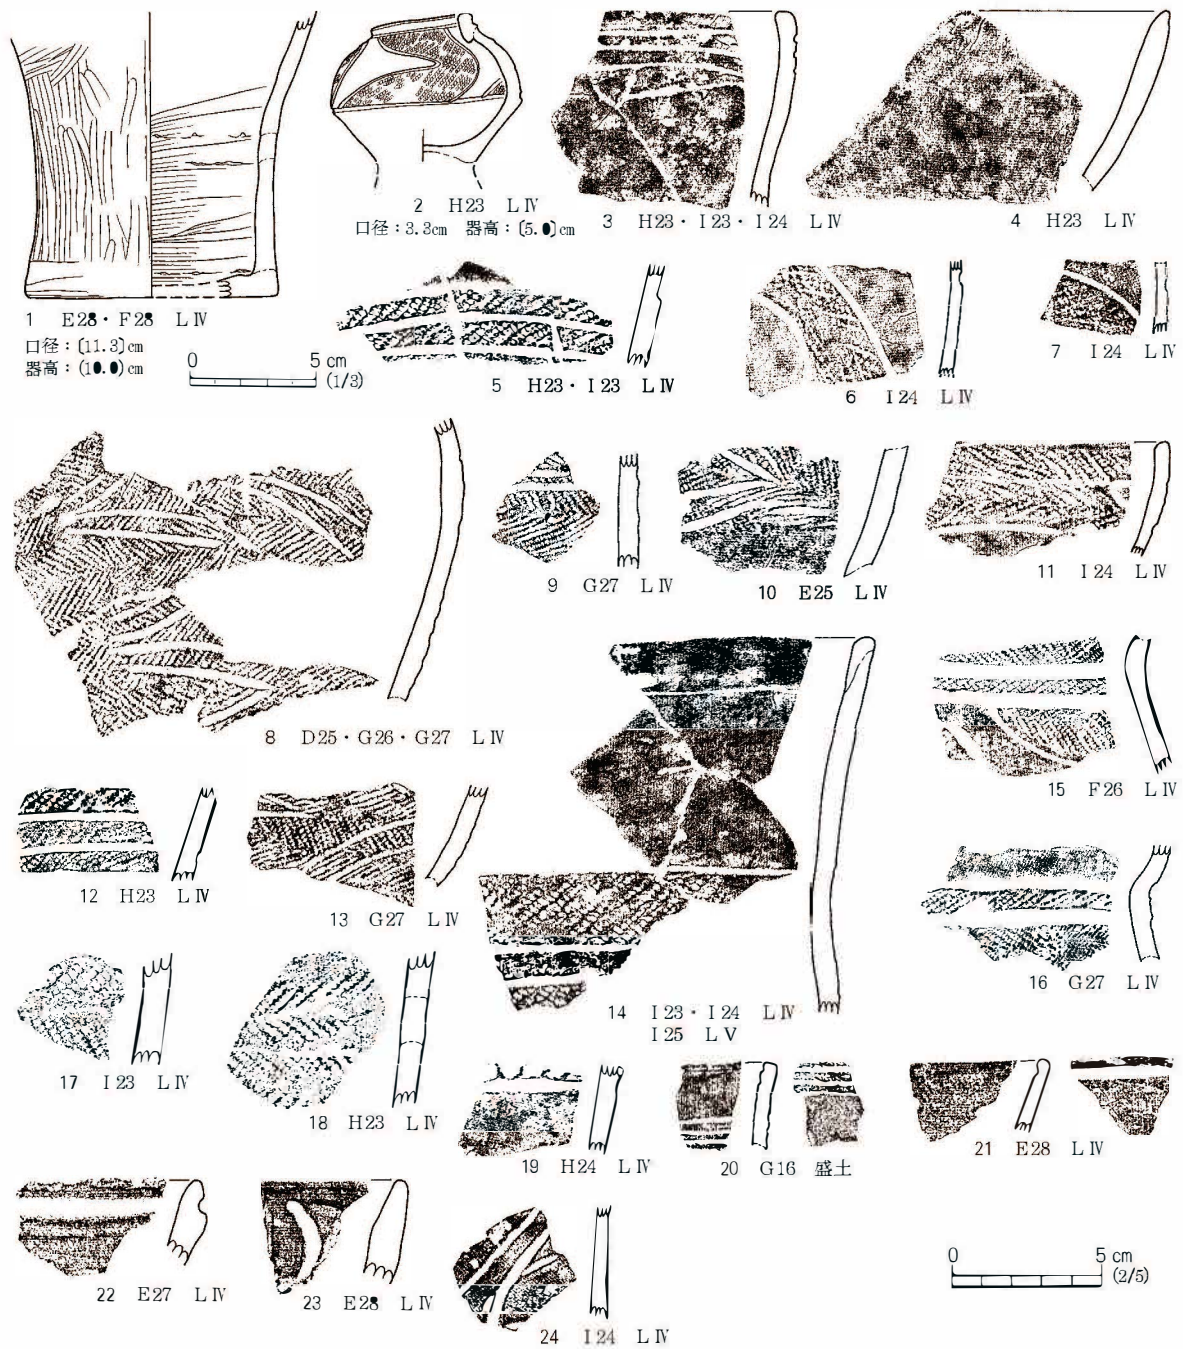 1 E28・F28 LⅣ
口径：〔11.3〕cm
器高：(10.0)cm
0 5 cm
(1/3)
2 H23 LⅣ
口径：3.3cm 器高：〔5.0〕cm
3 H23・I23・I24 LⅣ
4 H23 LⅣ
5 H23・I23 LⅣ
6 I24 LⅣ
7 I24 LⅣ
8 D25・G26・G27 LⅣ
9 G27 LⅣ
10 E25 LⅣ
11 I24 LⅣ
12 H23 LⅣ
13 G27 LⅣ
14 I23・I24 LⅣ
I25 LⅤ
15 F26 LⅣ
16 G27 LⅣ
17 I23 LⅣ
18 H23 LⅣ
19 H24 LⅣ
20 G16 盛土
21 E28 LⅣ
22 E27 LⅣ
23 E28 LⅣ
24 I24 LⅣ
0 5 cm
(2/5)